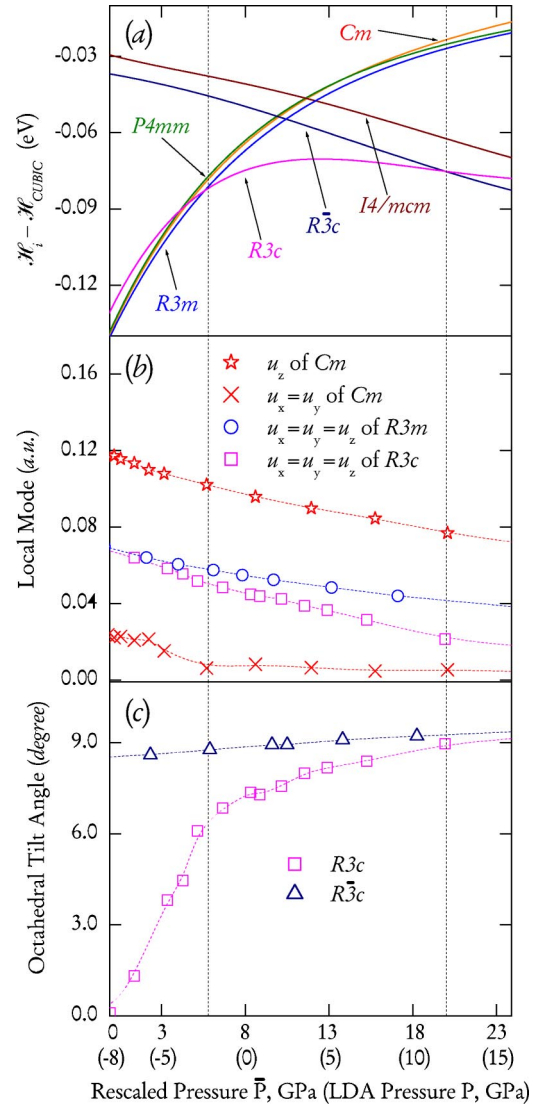 (a)
Cm
-0.03
P4mm
-0.06
ℋi − ℋCUBIC (eV)
I4/mcm
-0.09
R3̄c
R3c
-0.12
R3m
0.16
(b)
uz of Cm
ux=uy of Cm
0.12
ux=uy=uz of R3m
ux=uy=uz of R3c
Local Mode (a.u.)
0.08
0.04
0.00
(c)
9.0
Octahedral Tilt Angle (degree)
6.0
R3c
R3̄c
3.0
0.0
0 3 8 13 18 23
(-8) (-5) (0) (5) (10) (15)
Rescaled Pressure P̄, GPa (LDA Pressure P, GPa)